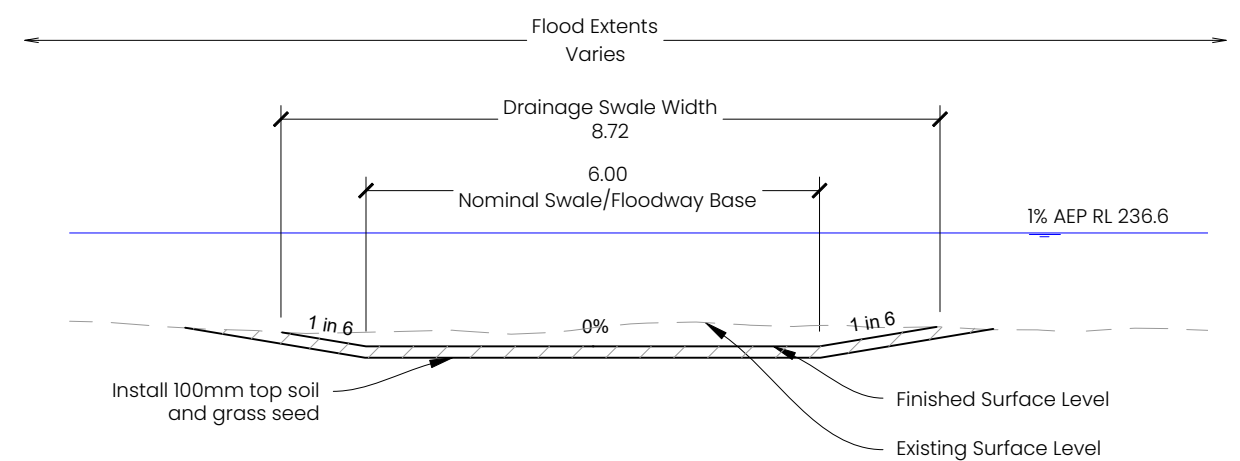 Flood Extents
Varies
Drainage Swale Width
8.72
6.00
Nominal Swale/Floodway Base
1% AEP RL 236.6
1 in 6
0%
1 in 6
Install 100mm top soil
and grass seed
Finished Surface Level
Existing Surface Level